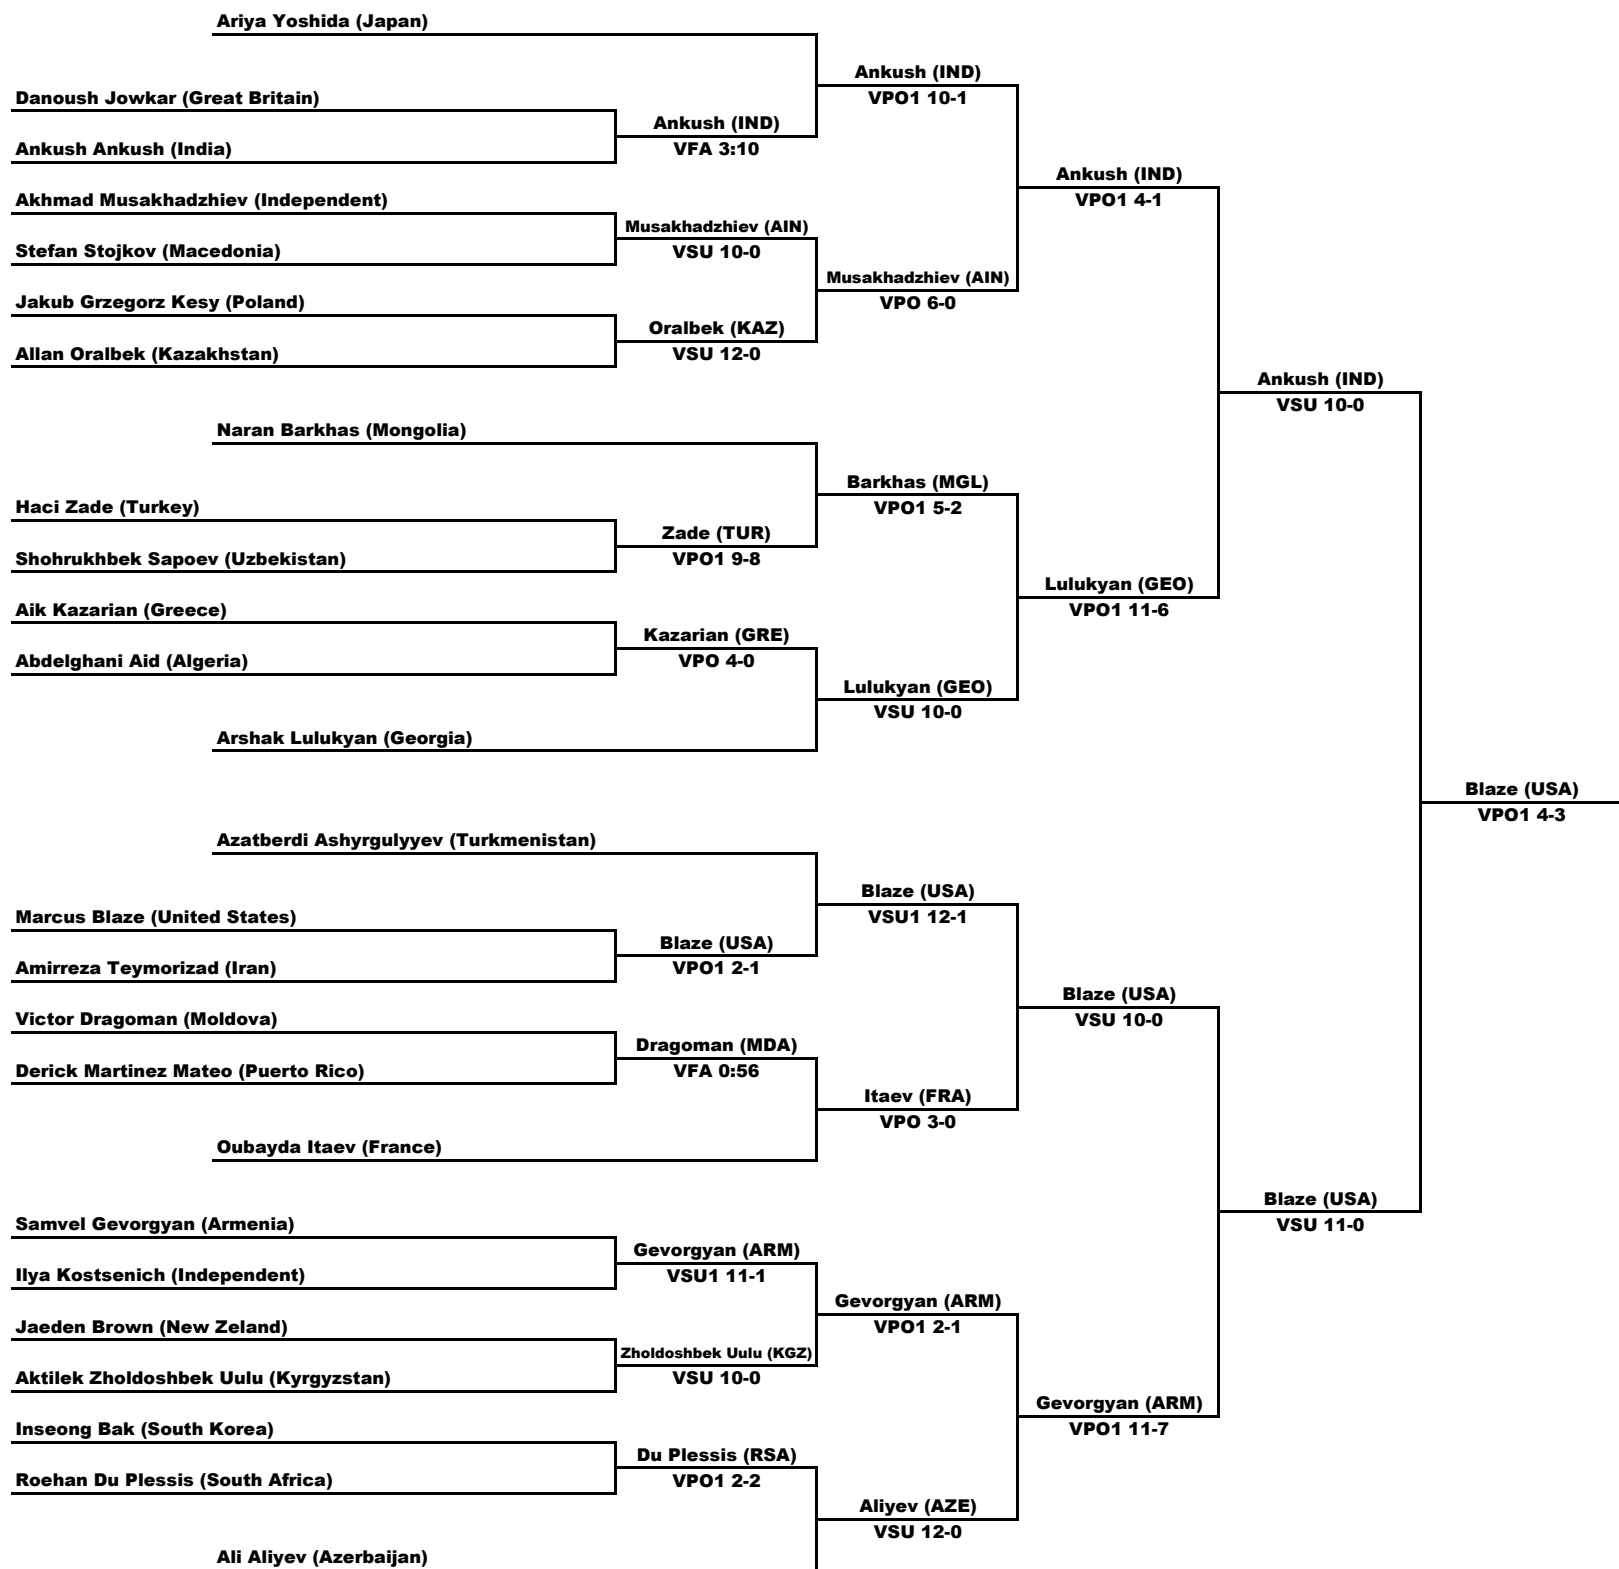 Ariya Yoshida (Japan)
Ankush (IND)
VPO1 10-1
Danoush Jowkar (Great Britain)
Ankush (IND)
VFA 3:10
Ankush Ankush (India)
Ankush (IND)
VPO1 4-1
Akhmad Musakhadzhiev (Independent)
Musakhadzhiev (AIN)
VSU 10-0
Stefan Stojkov (Macedonia)
Musakhadzhiev (AIN)
VPO 6-0
Jakub Grzegorz Kesy (Poland)
Oralbek (KAZ)
VSU 12-0
Allan Oralbek (Kazakhstan)
Ankush (IND)
VSU 10-0
Naran Barkhas (Mongolia)
Barkhas (MGL)
VPO1 5-2
Haci Zade (Turkey)
Zade (TUR)
VPO1 9-8
Shohrukhbek Sapoev (Uzbekistan)
Lulukyan (GEO)
VPO1 11-6
Aik Kazarian (Greece)
Kazarian (GRE)
VPO 4-0
Abdelghani Aid (Algeria)
Lulukyan (GEO)
VSU 10-0
Arshak Lulukyan (Georgia)
Blaze (USA)
VPO1 4-3
Azatberdi Ashyrgulyyev (Turkmenistan)
Blaze (USA)
VSU1 12-1
Marcus Blaze (United States)
Blaze (USA)
VPO1 2-1
Amirreza Teymorizad (Iran)
Blaze (USA)
VSU 10-0
Victor Dragoman (Moldova)
Dragoman (MDA)
VFA 0:56
Derick Martinez Mateo (Puerto Rico)
Itaev (FRA)
VPO 3-0
Oubayda Itaev (France)
Blaze (USA)
VSU 11-0
Samvel Gevorgyan (Armenia)
Gevorgyan (ARM)
VSU1 11-1
Ilya Kostsenich (Independent)
Gevorgyan (ARM)
VPO1 2-1
Jaeden Brown (New Zeland)
Zholdoshbek Uulu (KGZ)
VSU 10-0
Aktilek Zholdoshbek Uulu (Kyrgyzstan)
Gevorgyan (ARM)
VPO1 11-7
Inseong Bak (South Korea)
Du Plessis (RSA)
VPO1 2-2
Roehan Du Plessis (South Africa)
Aliyev (AZE)
VSU 12-0
Ali Aliyev (Azerbaijan)